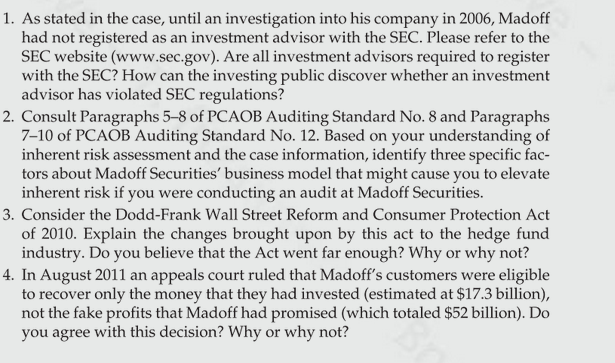 1. As stated in the case, until an investigation into his company in 2006, Madoff
had not registered as an investment advisor with the SEC. Please refer to the
SEC website (www.sec.gov). Are all investment advisors required to register
with the SEC? How can the investing public discover whether an investment
advisor has violated SEC regulations?
2. Consult Paragraphs 5–8 of PCAOB Auditing Standard No. 8 and Paragraphs
7–10 of PCAOB Auditing Standard No. 12. Based on your understanding of
inherent risk assessment and the case information, identify three specific fac-
tors about Madoff Securities' business model that might cause you to elevate
inherent risk if you were conducting an audit at Madoff Securities.
3. Consider the Dodd-Frank Wall Street Reform and Consumer Protection Act
of 2010. Explain the changes brought upon by this act to the hedge fund
industry. Do you believe that the Act went far enough? Why or why not?
4. In August 2011 an appeals court ruled that Madoff's customers were eligible
to recover only the money that they had invested (estimated at $17.3 billion),
not the fake profits that Madoff had promised (which totaled $52 billion). Do
you agree with this decision? Why or why not?